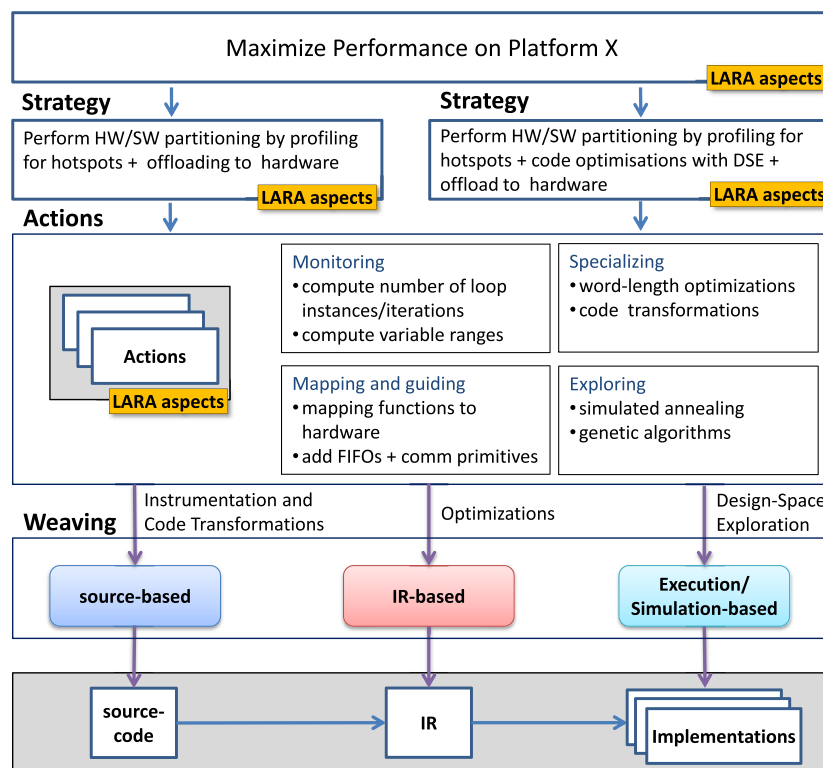 Maximize Performance on Platform X
LARA aspects
Strategy
Perform HW/SW partitioning by profiling
for hotspots + offloading to hardware
LARA aspects
Strategy
Perform HW/SW partitioning by profiling for
hotspots + code optimisations with DSE +
offload to hardware
LARA aspects
Actions
Actions
LARA aspects
Monitoring
•compute number of loop
instances/iterations
•compute variable ranges
Specializing
•word-length optimizations
•code transformations
Mapping and guiding
•mapping functions to
hardware
•add FIFOs + comm primitives
Exploring
•simulated annealing
•genetic algorithms
Instrumentation and
Code Transformations
Optimizations
Design-Space
Exploration
Weaving
source-based
IR-based
Execution/
Simulation-based
source-
code
IR
Implementations